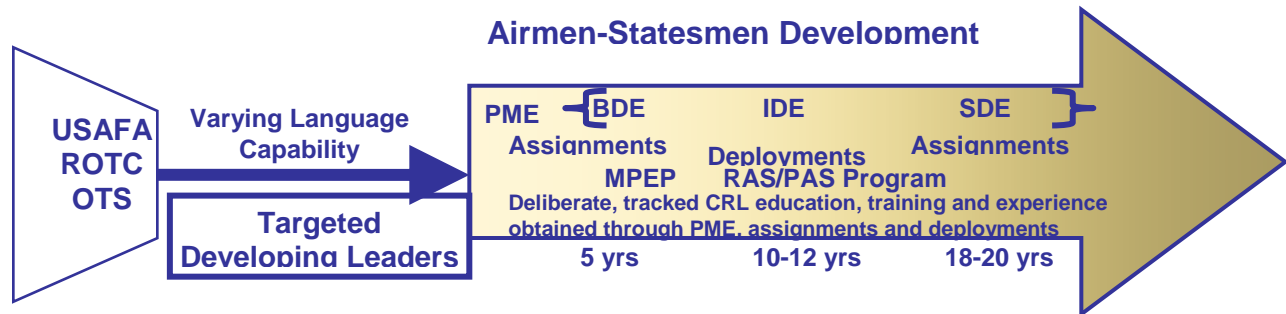 Airmen-Statesmen Development
USAFA
ROTC
OTS
Varying Language
Capability
Targeted
Developing Leaders
PME BDE IDE SDE
Assignments Deployments Assignments
MPEP RAS/PAS Program
Deliberate, tracked CRL education, training and experience
obtained through PME, assignments and deployments
5 yrs 10-12 yrs 18-20 yrs